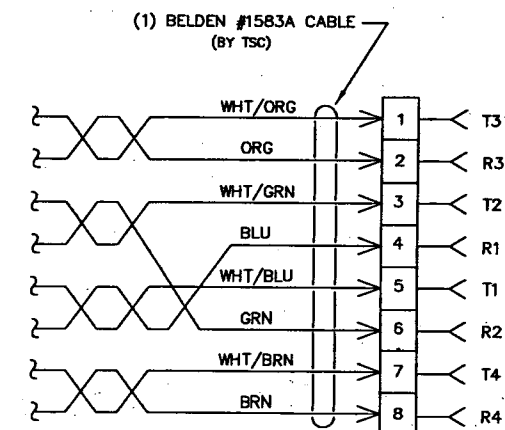 (1) BELDEN #1583A CABLE
(BY TSC)
WHT/ORG 1 T3
ORG 2 R3
WHT/GRN 3 T2
BLU 4 R1
WHT/BLU 5 T1
GRN 6 R2
WHT/BRN 7 T4
BRN 8 R4